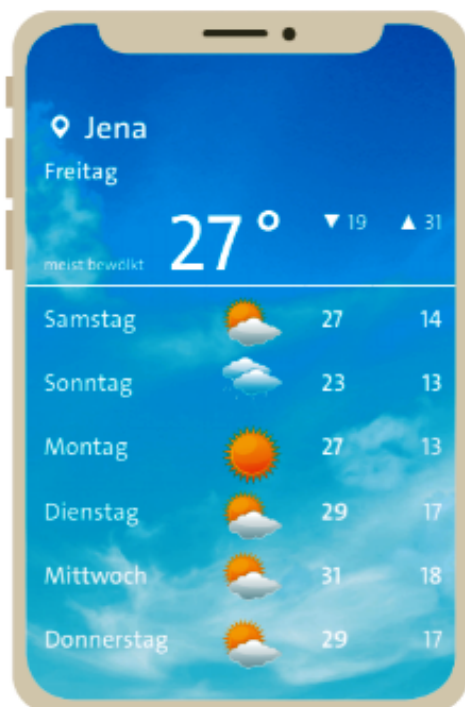 Jena
Freitag
meist bewölkt 27° ▼ 19 ▲ 31
Samstag 27 14
Sonntag 23 13
Montag 27 13
Dienstag 29 17
Mittwoch 31 18
Donnerstag 29 17